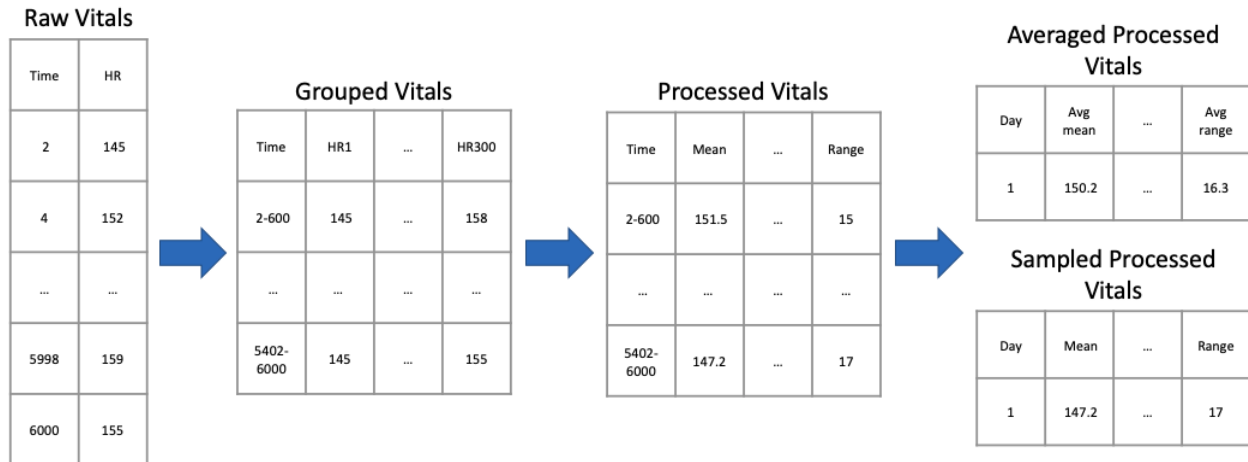 Raw Vitals
Time HR
2 145
4 152
... ...
5998 159
6000 155
Grouped Vitals
Time HR1 ... HR300
2-600 145 ... 158
... ... ... ...
5402-
6000 145 ... 155
Processed Vitals
Time Mean ... Range
2-600 151.5 ... 15
... ... ... ...
5402-
6000 147.2 ... 17
Averaged Processed
Vitals
Day Avg
mean ... Avg
range
1 150.2 ... 16.3
Sampled Processed
Vitals
Day Mean ... Range
1 147.2 ... 17